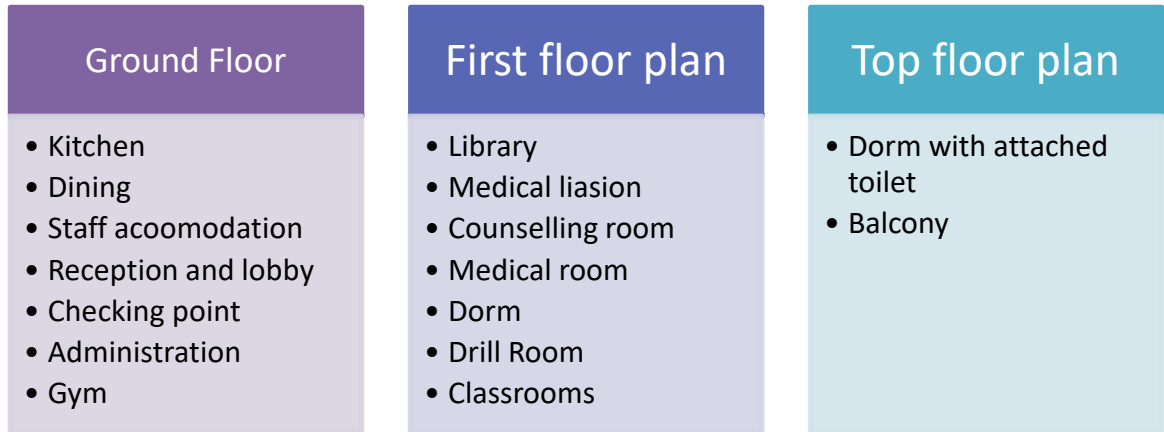 Ground Floor
• Kitchen
• Dining
• Staff acoomodation
• Reception and lobby
• Checking point
• Administration
• Gym
First floor plan
• Library
• Medical liasion
• Counselling room
• Medical room
• Dorm
• Drill Room
• Classrooms
Top floor plan
• Dorm with attached
toilet
• Balcony